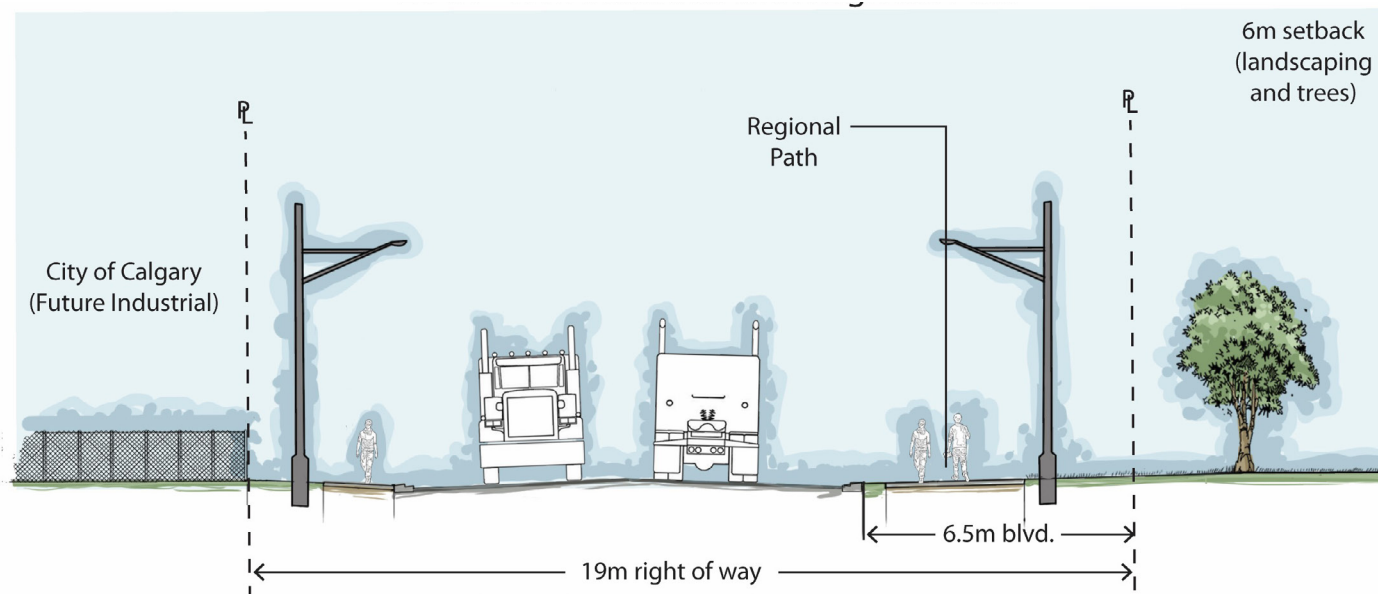 6m setback
(landscaping
and trees)
PL
PL
Regional
Path
City of Calgary
(Future Industrial)
6.5m blvd.
19m right of way